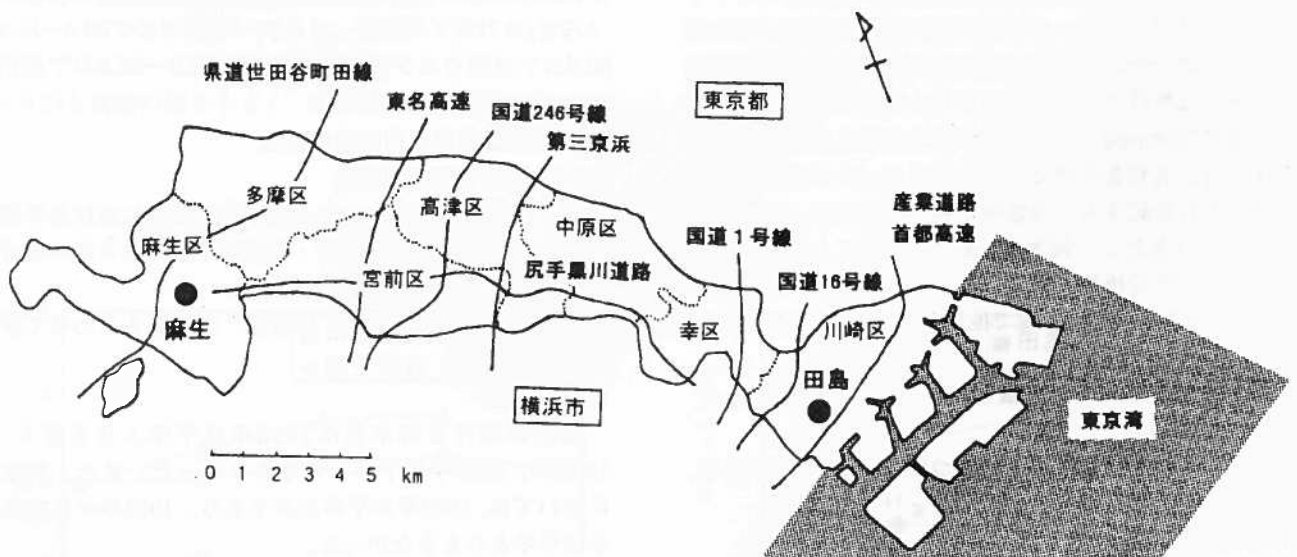 県道世田谷町田線
東名高速
国道246号線
第三京浜
東京都
多摩区
高津区
中原区
産業道路
首都高速
麻生区
国道1号線
宮前区
尻手黒川道路
国道16号線
麻生
幸区
川崎区
田島
横浜市
東京湾
0 1 2 3 4 5 km